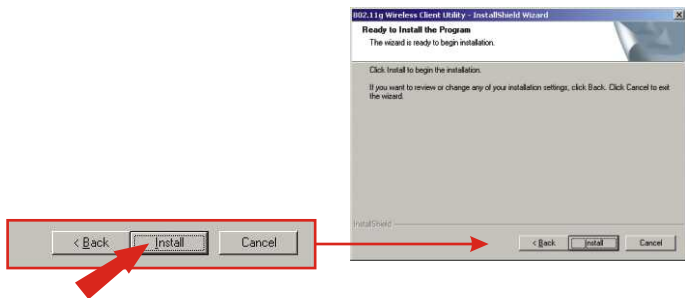 802.11g Wireless Client Utility - InstallShield Wizard
Ready to Install the Program
The wizard is ready to begin installation.
Click Install to begin the installation.
If you want to review or change any of your installation settings, click Back. Click Cancel to exit
the wizard.
InstallShield
< Back Install Cancel
< Back Install Cancel